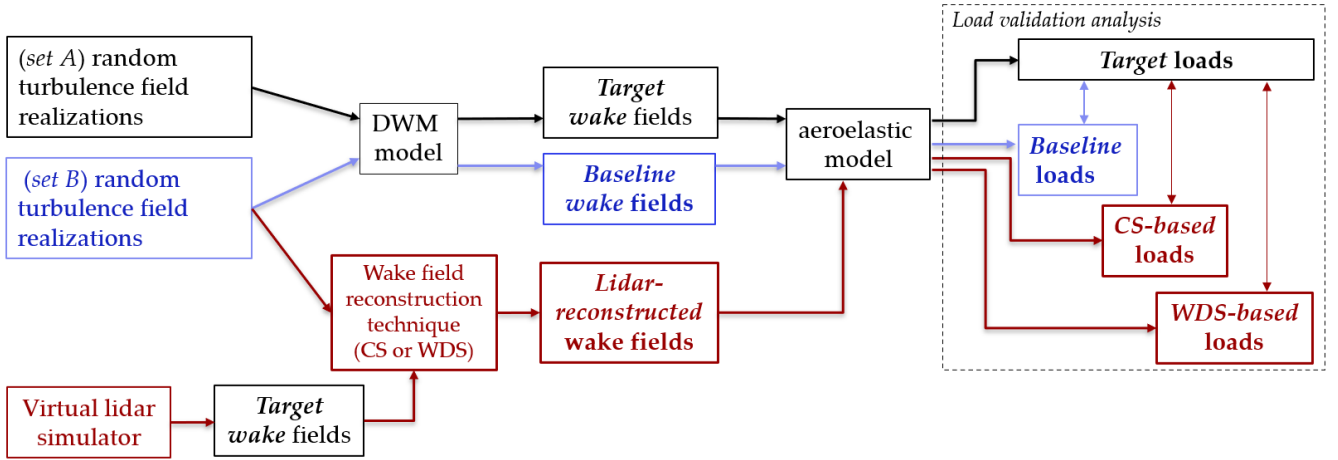 Load validation analysis
(set A) random
turbulence field
realizations
DWM
model
Target
wake fields
aeroelastic
model
Target loads
(set B) random
turbulence field
realizations
Baseline
wake fields
Baseline
loads
CS-based
loads
Wake field
reconstruction
technique
(CS or WDS)
Lidar-
reconstructed
wake fields
WDS-based
loads
Virtual lidar
simulator
Target
wake fields